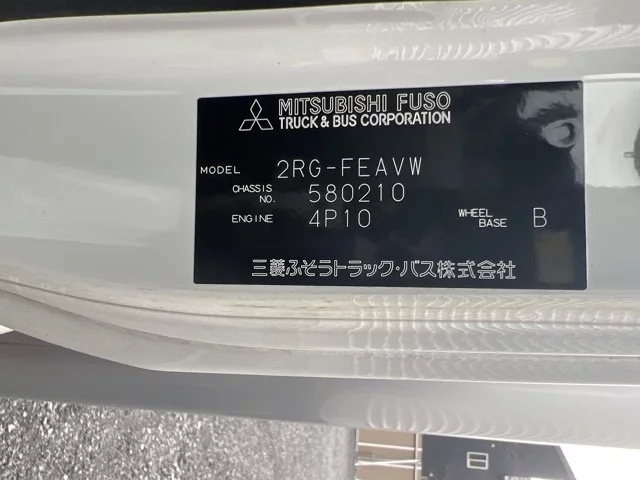 MITSUBISHI FUSO
TRUCK & BUS CORPORATION
MODEL 2RG-FEAVW
CHASSIS NO. 580210
ENGINE 4P10 WHEEL BASE B
三菱ふそうトラック・バス株式会社